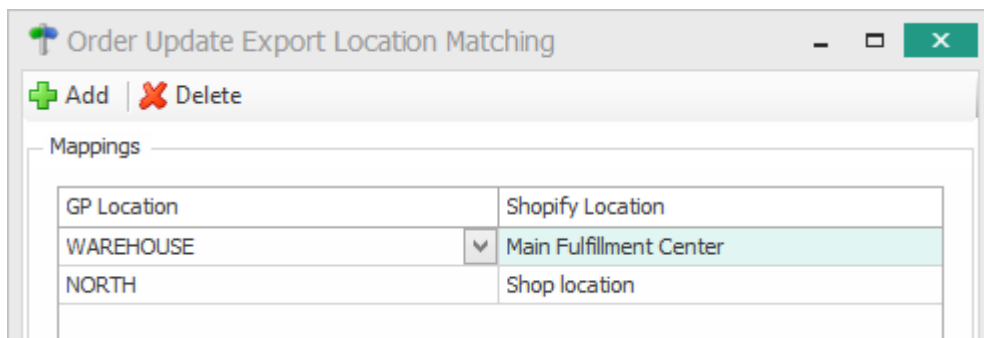 Order Update Export Location Matching
Add Delete
Mappings
GP Location Shopify Location
WAREHOUSE Main Fulfillment Center
NORTH Shop location